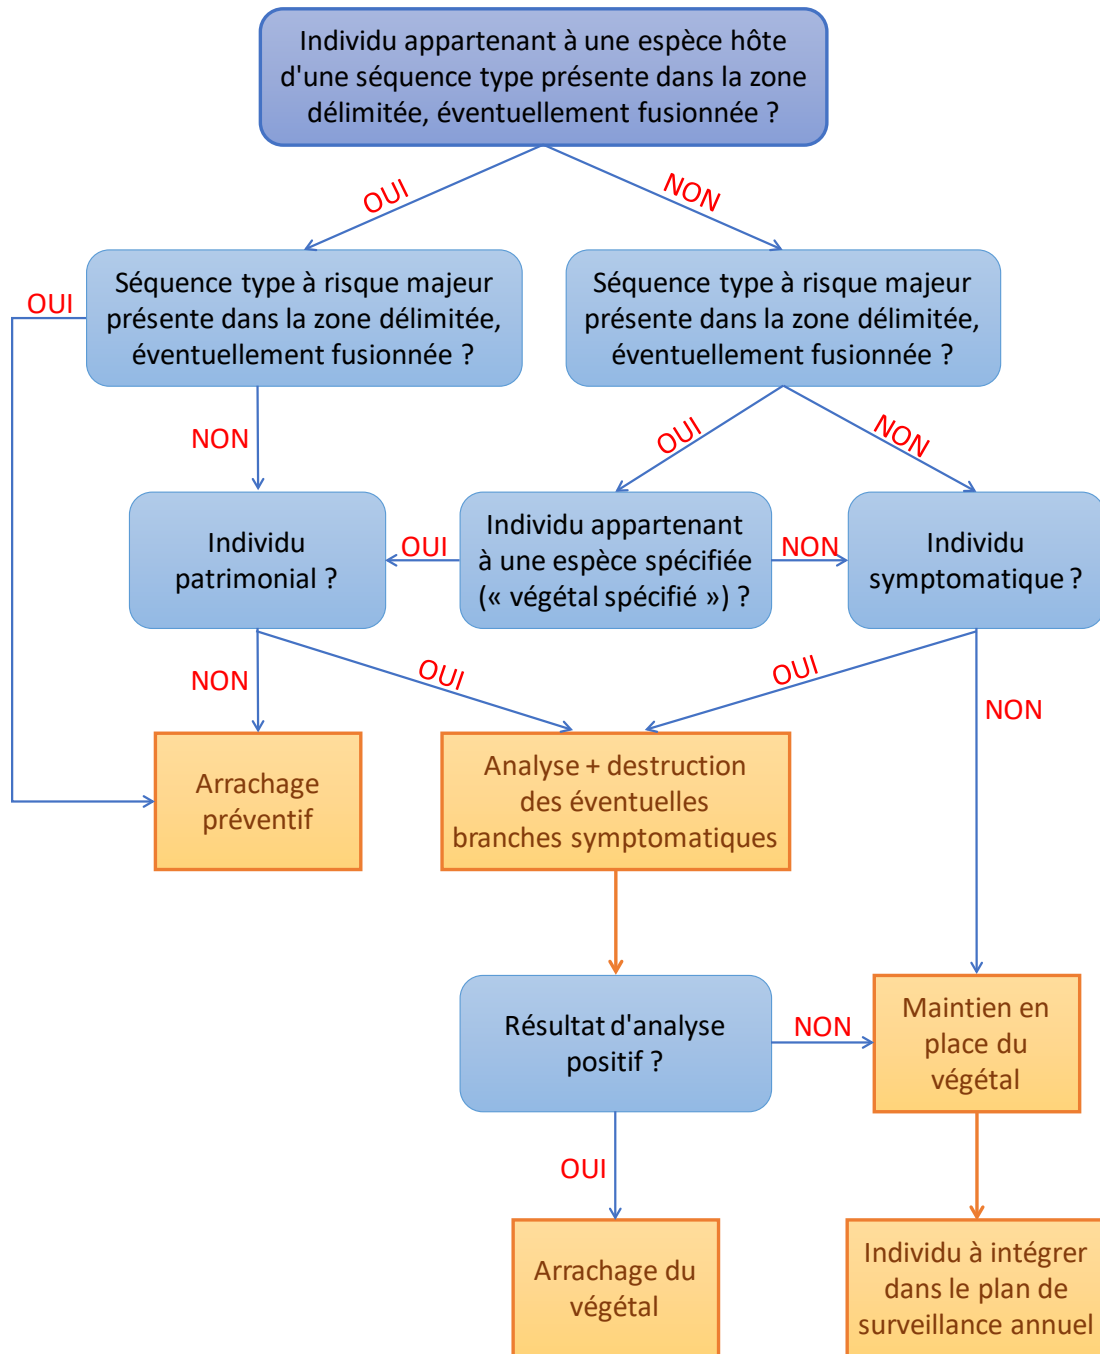 Individu appartenant à une espèce hôte
d'une séquence type présente dans la zone
délimitée, éventuellement fusionnée ?
OUI
NON
OUI
Séquence type à risque majeur
présente dans la zone délimitée,
éventuellement fusionnée ?
Séquence type à risque majeur
présente dans la zone délimitée,
éventuellement fusionnée ?
NON
OUI
NON
Individu
patrimonial ?
OUI
Individu appartenant
à une espèce spécifiée
(« végétal spécifié ») ?
NON
Individu
symptomatique ?
NON
OUI
OUI
NON
Arrachage
préventif
Analyse + destruction
des éventuelles
branches symptomatiques
Résultat d'analyse
positif ?
NON
Maintien en
place du
végétal
OUI
Arrachage du
végétal
Individu à intégrer
dans le plan de
surveillance annuel